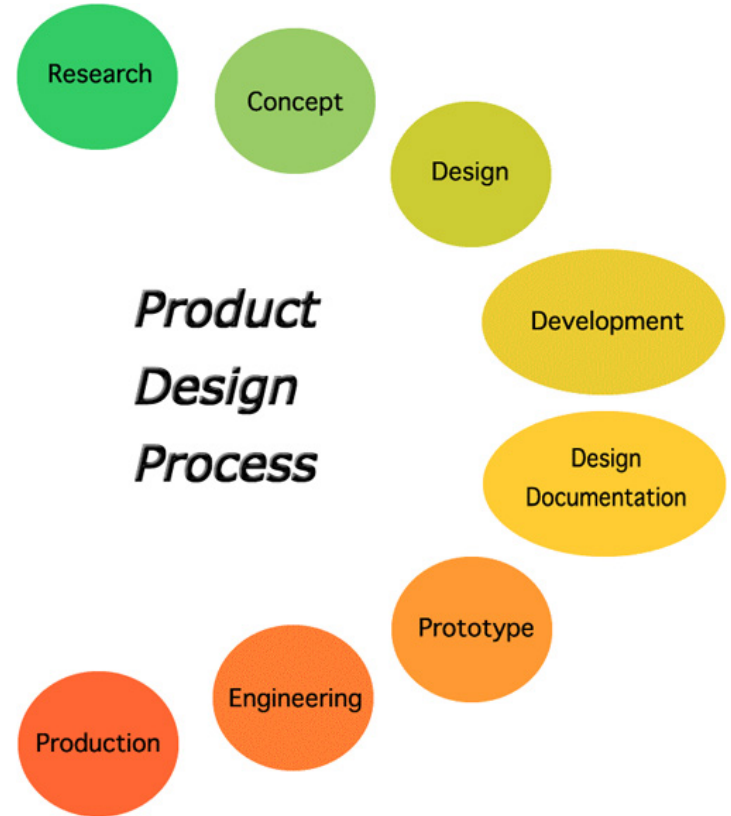 Research
Concept
Design
Development
Product
Design
Process
Design
Documentation
Prototype
Engineering
Production